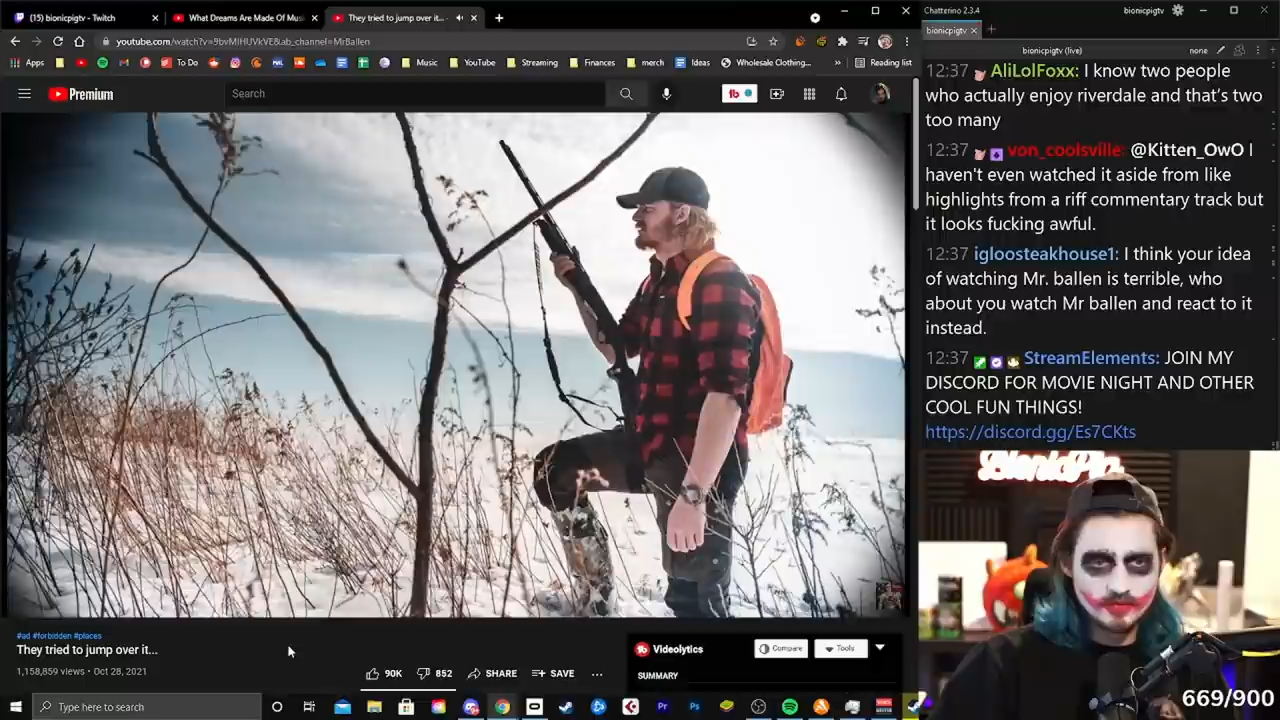 (15) bionicpigtv - Twitch
What Dreams Are Made Of Mus
They tried to jump over it...
Chatterino 2.3.4
bionicpigtv
youtube.com/watch?v=9bvMlHUVkVE&ab_channel=MrBallen
bionicpigtv
Apps
To Do
Music
YouTube
Streaming
Finances
merch
Ideas
Wholesale Clothing...
Reading list
bionicpigtv (live)
none
Premium
Search
12:37 AliLolFoxx: I know two people
who actually enjoy riverdale and that's two
too many
12:37 von_coolsville: @Kitten_OwO I
haven't even watched it aside from like
highlights from a riff commentary track but
it looks fucking awful.
12:37 igloosteakhouse1: I think your idea
of watching Mr. ballen is terrible, who
about you watch Mr ballen and react to it
instead.
12:37 StreamElements: JOIN MY
DISCORD FOR MOVIE NIGHT AND OTHER
COOL FUN THINGS!
https://discord.gg/Es7CKts
BionicPig
#ad #forbidden #places
They tried to jump over it...
1,158,859 views · Oct 28, 2021
90K
852
SHARE
SAVE
Videolytics
Compare
Tools
SUMMARY
Type here to search
669/900